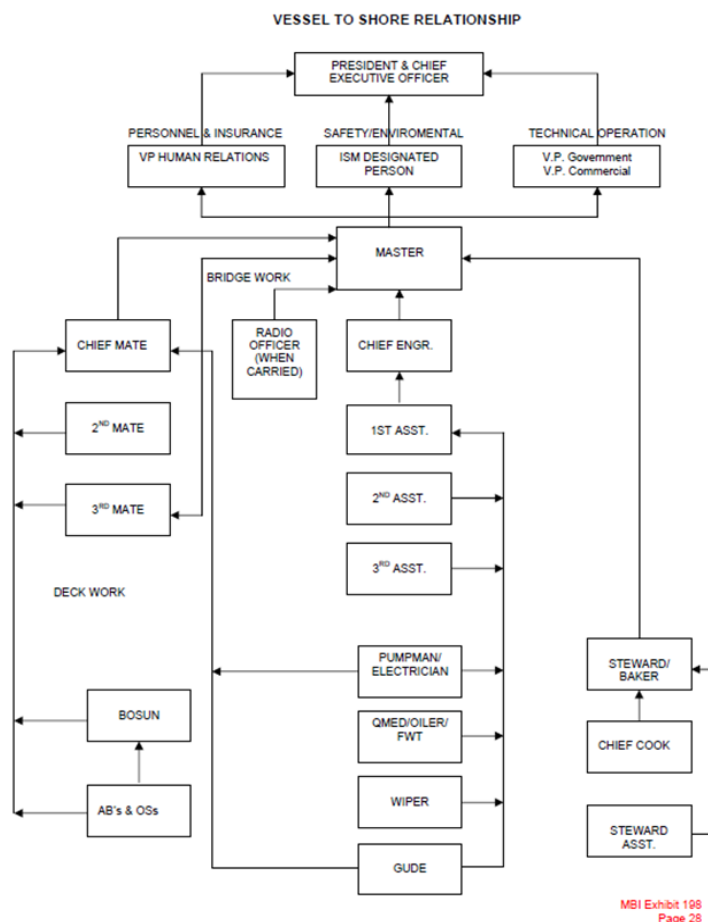 VESSEL TO SHORE RELATIONSHIP
PRESIDENT & CHIEF
EXECUTIVE OFFICER
PERSONNEL & INSURANCE
SAFETY/ENVIROMENTAL
TECHNICAL OPERATION
VP HUMAN RELATIONS
ISM DESIGNATED
PERSON
V.P. Government
V.P. Commercial
MASTER
BRIDGE WORK
CHIEF MATE
RADIO
OFFICER
(WHEN
CARRIED)
CHIEF ENGR.
2ND MATE
1ST ASST.
3RD MATE
2ND ASST.
3RD ASST.
DECK WORK
PUMPMAN/
ELECTRICIAN
STEWARD/
BAKER
BOSUN
QMED/OILER/
FWT
CHIEF COOK
AB's & OSs
WIPER
STEWARD
ASST.
GUDE
MBI Exhibit 198
Page 28